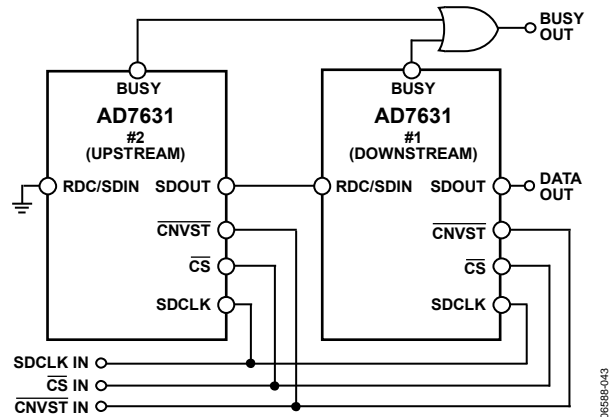 BUSY
OUT
BUSY
BUSY
AD7631
#2
(UPSTREAM)
AD7631
#1
(DOWNSTREAM)
RDC/SDIN SDOUT
RDC/SDIN SDOUT
DATA
OUT
CNVST
CNVST
CS
CS
SDCLK
SDCLK
SDCLK IN
CS IN
CNVST IN
06588-043